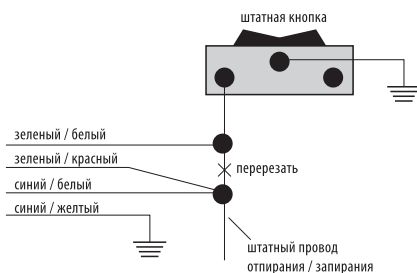 штатная кнопка
зеленый / белый
зеленый / красный
перерезать
синий / белый
синий / желтый
штатный провод
отпирания / запирания